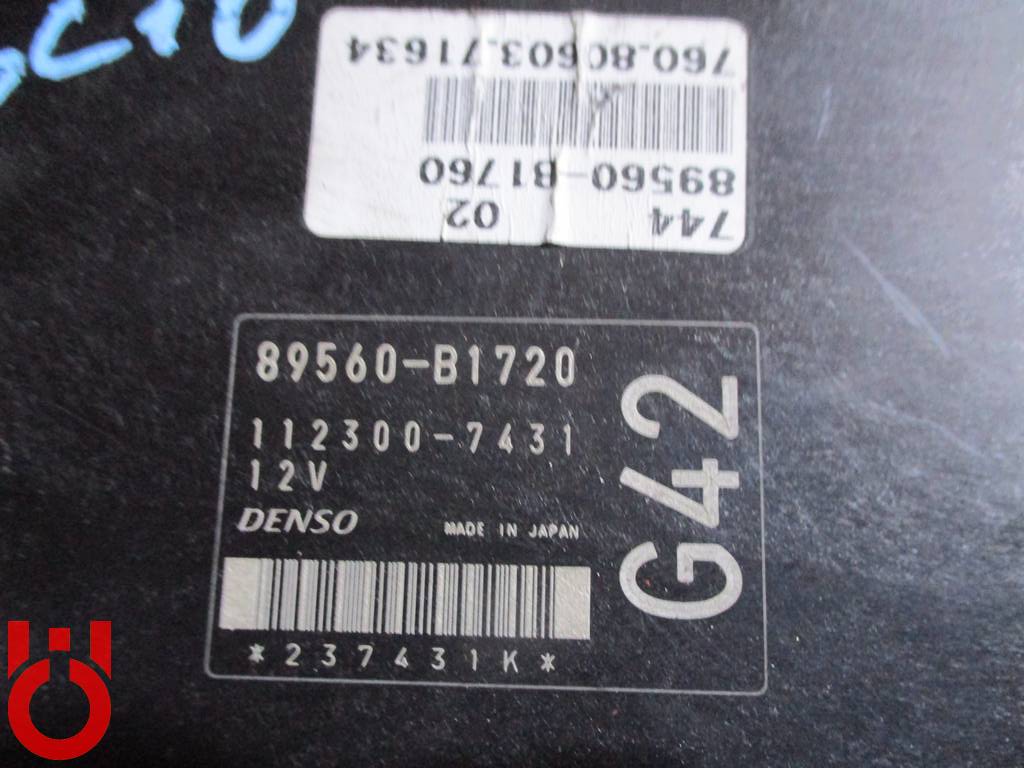 744 02
89560-B1760
760.80603.71634
89560-B1720
112300-7431
12V
DENSO MADE IN JAPAN
*237431K*
G42